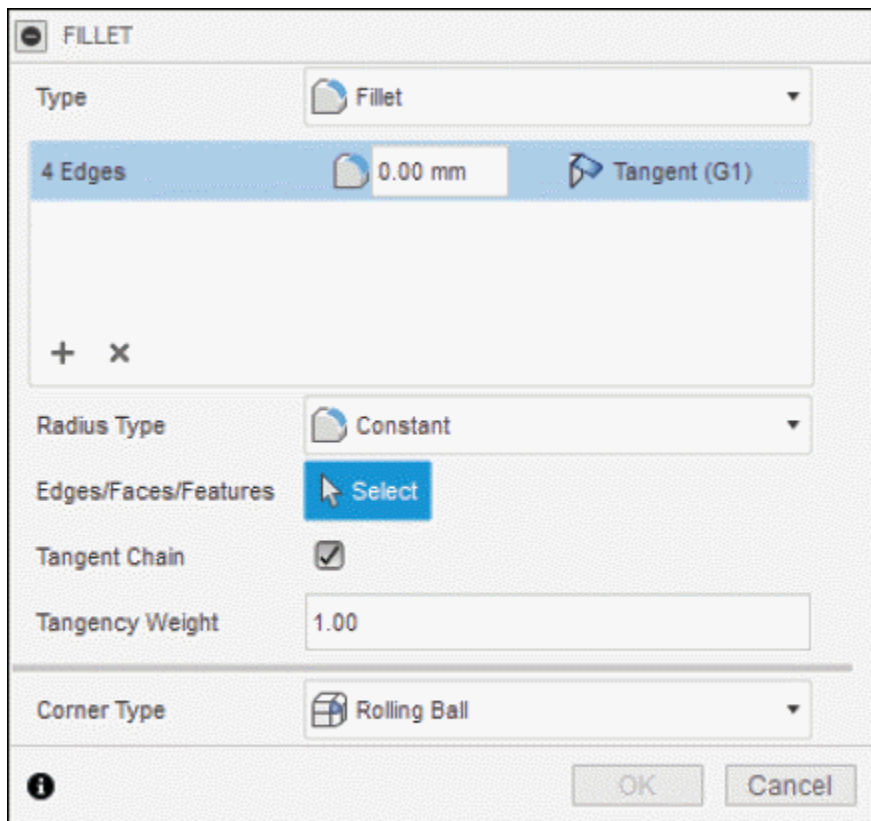 FILLET
Type Fillet
4 Edges 0.00 mm Tangent (G1)
Radius Type Constant
Edges/Faces/Features Select
Tangent Chain
Tangency Weight 1.00
Corner Type Rolling Ball
OK Cancel